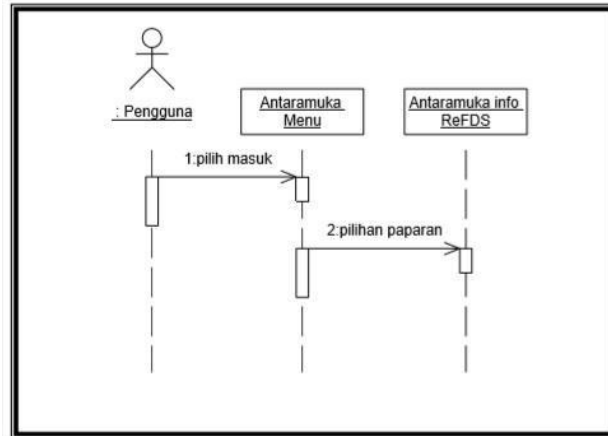 : Pengguna
Antaramuka
Menu
Antaramuka info
ReFDS
1:pilih masuk
2:pilihan paparan